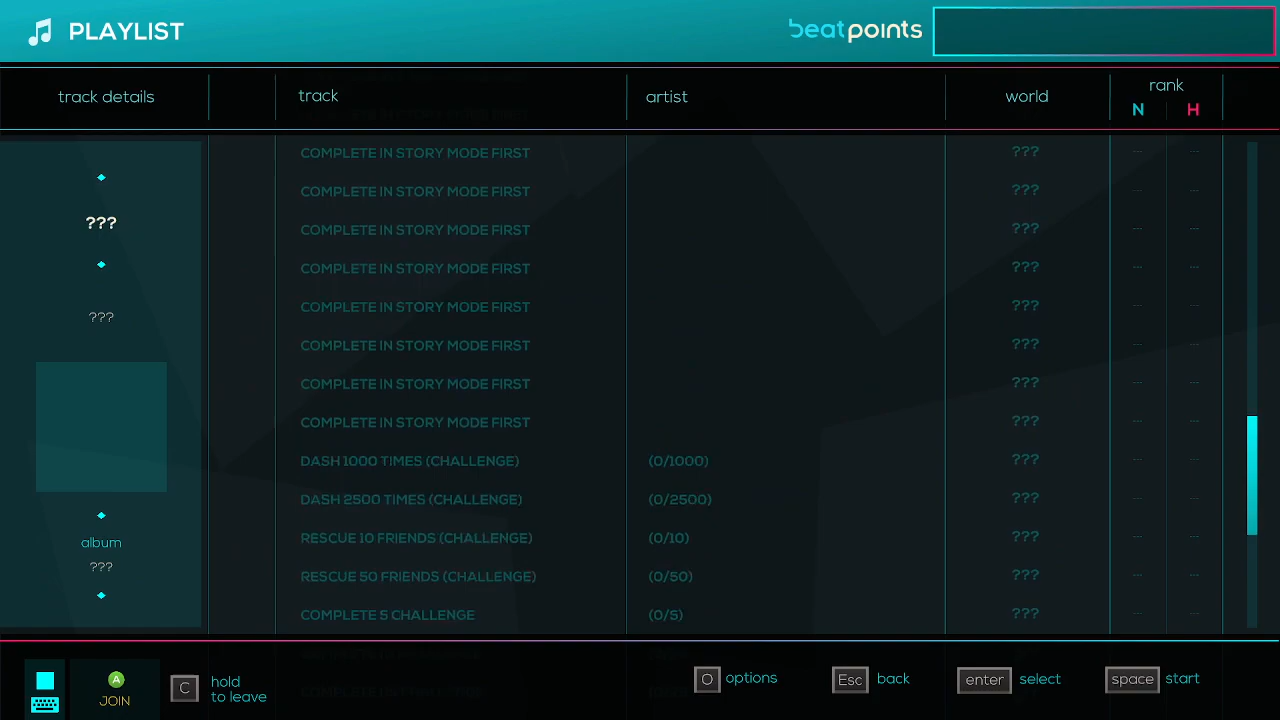 PLAYLIST
beatpoints
track details
track
artist
world
rank
N
H
???
???
album
???
COMPLETE IN STORY MODE FIRST ???  --- ---
COMPLETE IN STORY MODE FIRST ???  --- ---
COMPLETE IN STORY MODE FIRST ???  --- ---
COMPLETE IN STORY MODE FIRST ???  --- ---
COMPLETE IN STORY MODE FIRST ???  --- ---
COMPLETE IN STORY MODE FIRST ???  --- ---
COMPLETE IN STORY MODE FIRST ???  --- ---
COMPLETE IN STORY MODE FIRST ???  --- ---
DASH 1000 TIMES (CHALLENGE) (0/1000) ???  --- ---
DASH 2500 TIMES (CHALLENGE) (0/2500) ???  --- ---
RESCUE 10 FRIENDS (CHALLENGE) (0/10) ???  --- ---
RESCUE 50 FRIENDS (CHALLENGE) (0/50) ???  --- ---
COMPLETE 5 CHALLENGE (0/5) ???  --- ---
A
JOIN
C hold
to leave
O options
Esc back
enter select
space start